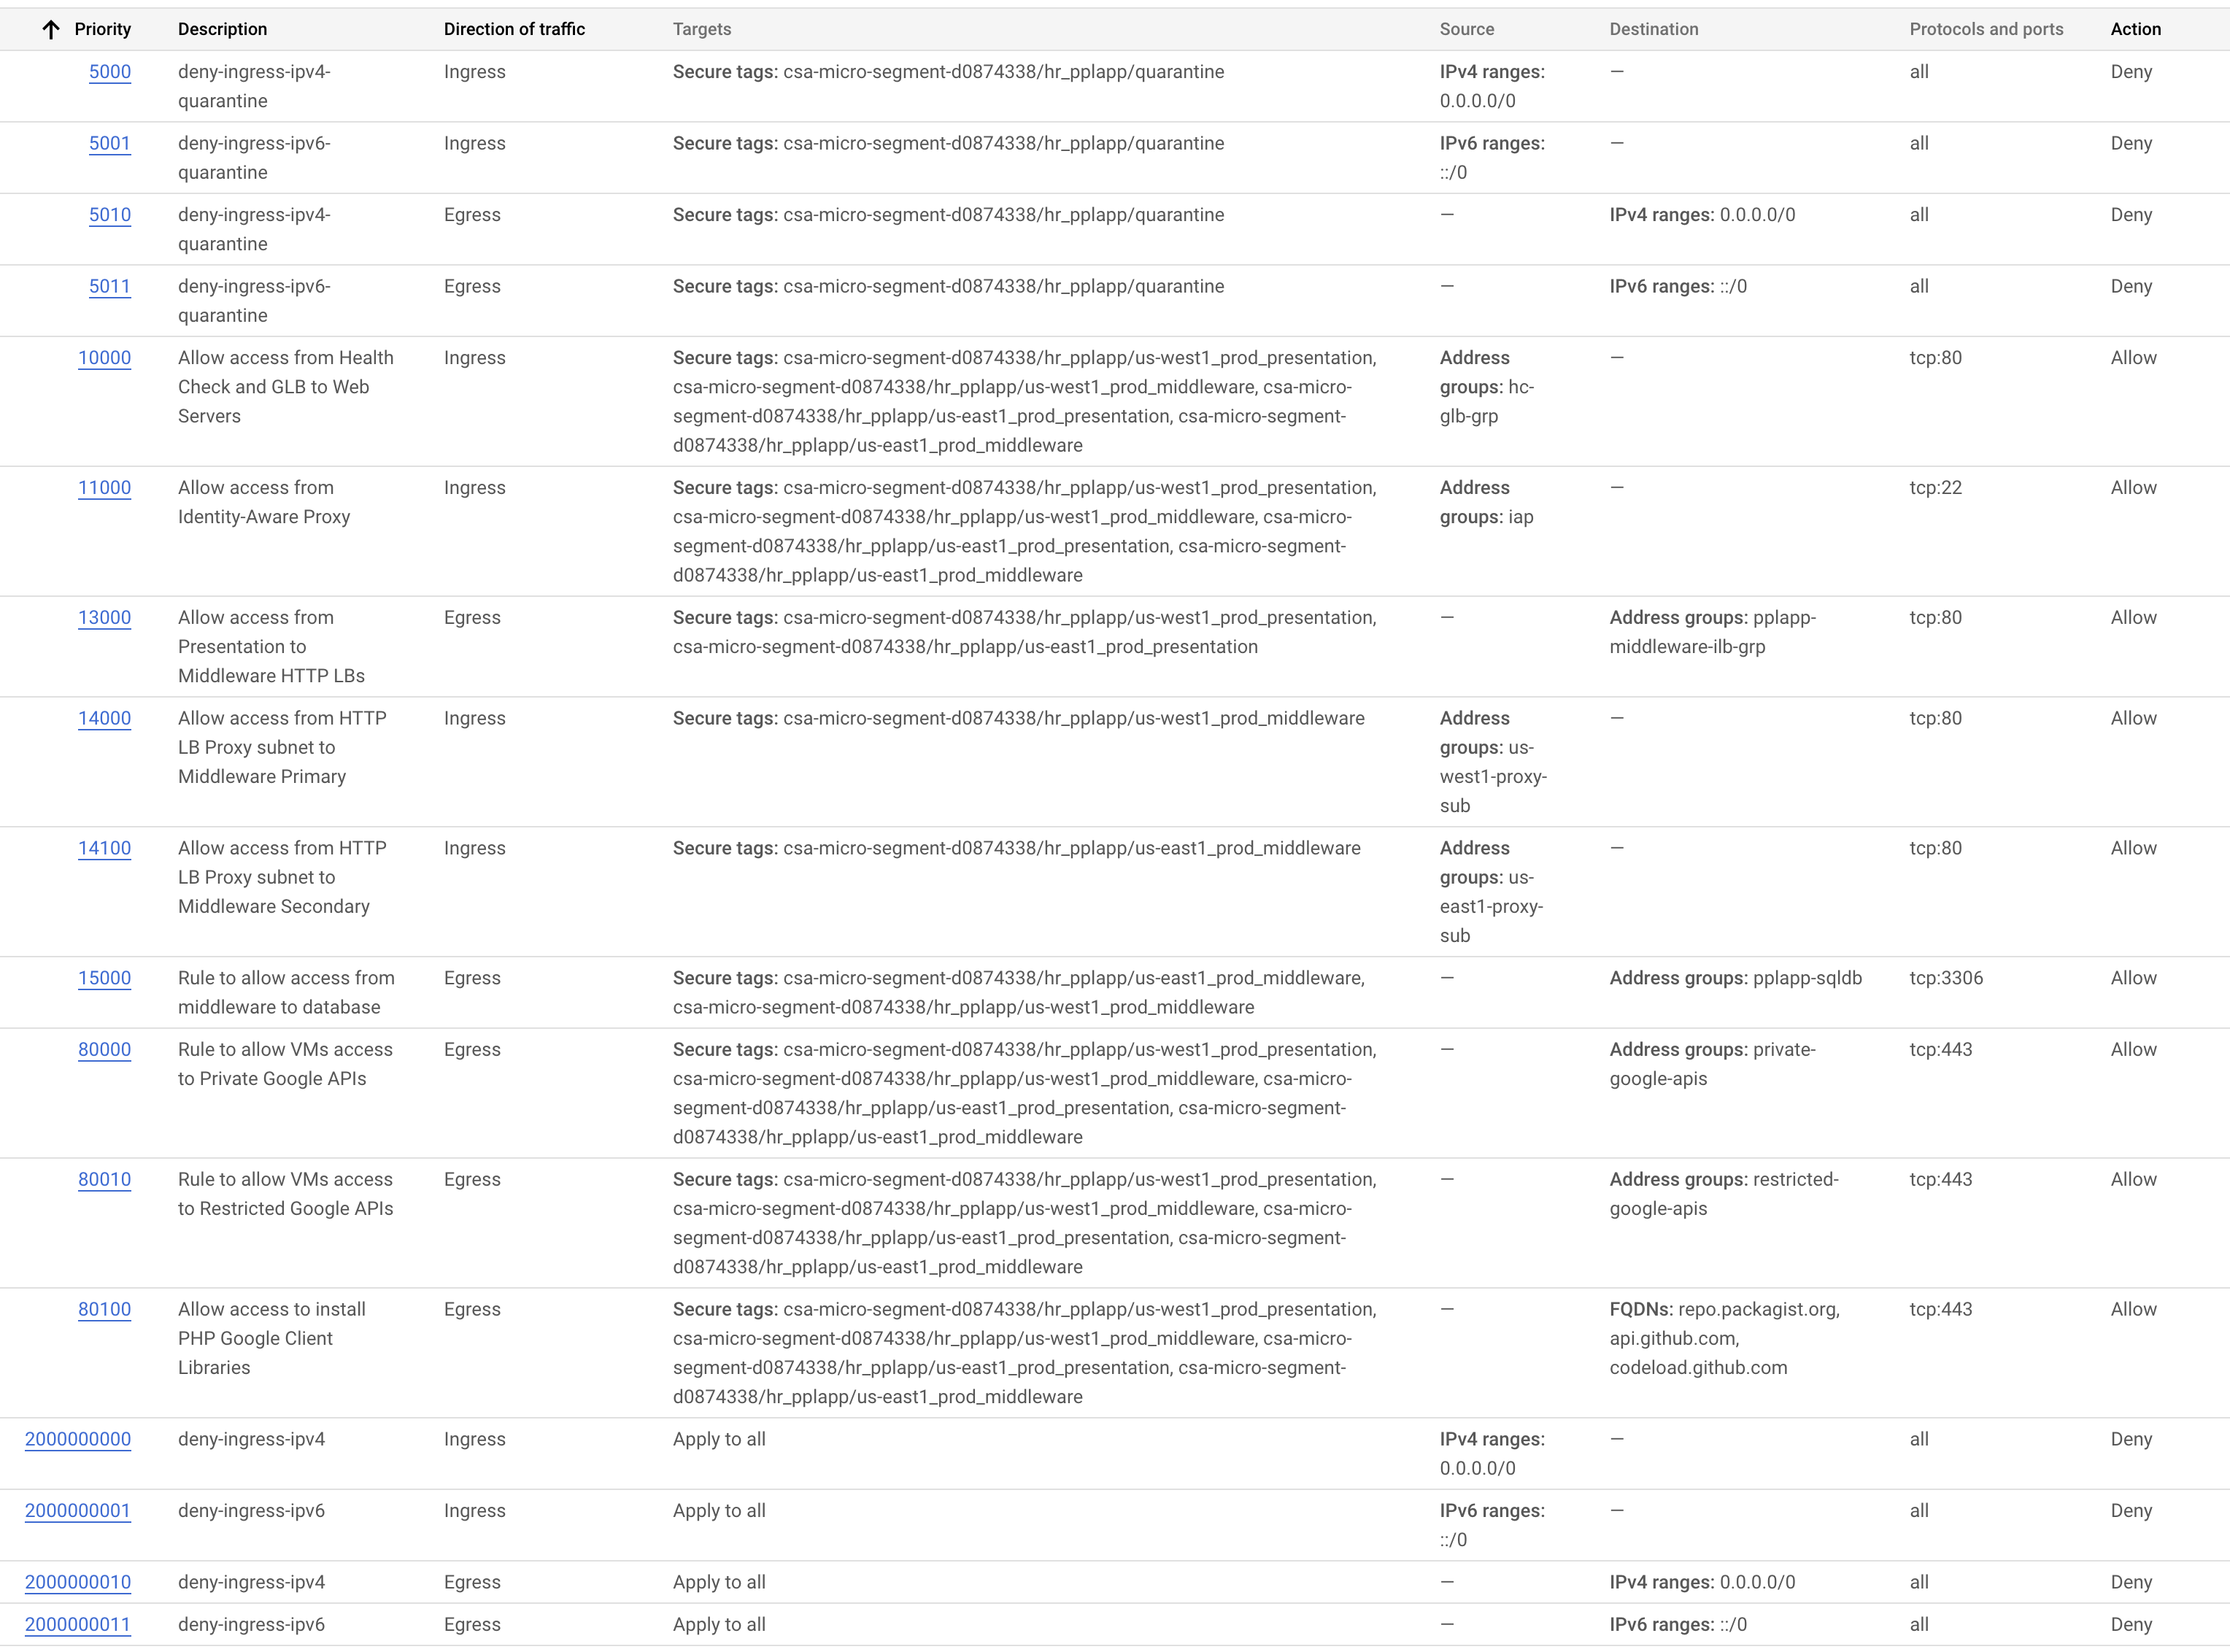 Priority Description Direction of traffic Targets Source Destination Protocols and ports Action
5000 deny-ingress-ipv4- Ingress Secure tags: csa-micro-segment-d0874338/hr_pplapp/quarantine IPv4 ranges: — all Deny
quarantine 0.0.0.0/0
5001 deny-ingress-ipv6- Ingress Secure tags: csa-micro-segment-d0874338/hr_pplapp/quarantine IPv6 ranges: — all Deny
quarantine ::/0
5010 deny-ingress-ipv4- Egress Secure tags: csa-micro-segment-d0874338/hr_pplapp/quarantine — IPv4 ranges: 0.0.0.0/0 all Deny
quarantine
5011 deny-ingress-ipv6- Egress Secure tags: csa-micro-segment-d0874338/hr_pplapp/quarantine — IPv6 ranges: ::/0 all Deny
quarantine
10000 Allow access from Health Ingress Secure tags: csa-micro-segment-d0874338/hr_pplapp/us-west1_prod_presentation, Address — tcp:80 Allow
Check and GLB to Web csa-micro-segment-d0874338/hr_pplapp/us-west1_prod_middleware, csa-micro- groups: hc-
Servers segment-d0874338/hr_pplapp/us-east1_prod_presentation, csa-micro-segment- glb-grp
d0874338/hr_pplapp/us-east1_prod_middleware
11000 Allow access from Ingress Secure tags: csa-micro-segment-d0874338/hr_pplapp/us-west1_prod_presentation, Address — tcp:22 Allow
Identity-Aware Proxy csa-micro-segment-d0874338/hr_pplapp/us-west1_prod_middleware, csa-micro- groups: iap
segment-d0874338/hr_pplapp/us-east1_prod_presentation, csa-micro-segment-
d0874338/hr_pplapp/us-east1_prod_middleware
13000 Allow access from Egress Secure tags: csa-micro-segment-d0874338/hr_pplapp/us-west1_prod_presentation, — Address groups: pplapp- tcp:80 Allow
Presentation to csa-micro-segment-d0874338/hr_pplapp/us-east1_prod_presentation middleware-ilb-grp
Middleware HTTP LBs
14000 Allow access from HTTP Ingress Secure tags: csa-micro-segment-d0874338/hr_pplapp/us-west1_prod_middleware Address — tcp:80 Allow
LB Proxy subnet to groups: us-
Middleware Primary west1-proxy-
sub
14100 Allow access from HTTP Ingress Secure tags: csa-micro-segment-d0874338/hr_pplapp/us-east1_prod_middleware Address — tcp:80 Allow
LB Proxy subnet to groups: us-
Middleware Secondary east1-proxy-
sub
15000 Rule to allow access from Egress Secure tags: csa-micro-segment-d0874338/hr_pplapp/us-east1_prod_middleware, — Address groups: pplapp-sqldb tcp:3306 Allow
middleware to database csa-micro-segment-d0874338/hr_pplapp/us-west1_prod_middleware
80000 Rule to allow VMs access Egress Secure tags: csa-micro-segment-d0874338/hr_pplapp/us-west1_prod_presentation, — Address groups: private- tcp:443 Allow
to Private Google APIs csa-micro-segment-d0874338/hr_pplapp/us-west1_prod_middleware, csa-micro- google-apis
segment-d0874338/hr_pplapp/us-east1_prod_presentation, csa-micro-segment-
d0874338/hr_pplapp/us-east1_prod_middleware
80010 Rule to allow VMs access Egress Secure tags: csa-micro-segment-d0874338/hr_pplapp/us-west1_prod_presentation, — Address groups: restricted- tcp:443 Allow
to Restricted Google APIs csa-micro-segment-d0874338/hr_pplapp/us-west1_prod_middleware, csa-micro- google-apis
segment-d0874338/hr_pplapp/us-east1_prod_presentation, csa-micro-segment-
d0874338/hr_pplapp/us-east1_prod_middleware
80100 Allow access to install Egress Secure tags: csa-micro-segment-d0874338/hr_pplapp/us-west1_prod_presentation, — FQDNs: repo.packagist.org, tcp:443 Allow
PHP Google Client csa-micro-segment-d0874338/hr_pplapp/us-west1_prod_middleware, csa-micro- api.github.com,
Libraries segment-d0874338/hr_pplapp/us-east1_prod_presentation, csa-micro-segment- codeload.github.com
d0874338/hr_pplapp/us-east1_prod_middleware
2000000000 deny-ingress-ipv4 Ingress Apply to all IPv4 ranges: — all Deny
0.0.0.0/0
2000000001 deny-ingress-ipv6 Ingress Apply to all IPv6 ranges: — all Deny
::/0
2000000010 deny-ingress-ipv4 Egress Apply to all — IPv4 ranges: 0.0.0.0/0 all Deny
2000000011 deny-ingress-ipv6 Egress Apply to all — IPv6 ranges: ::/0 all Deny